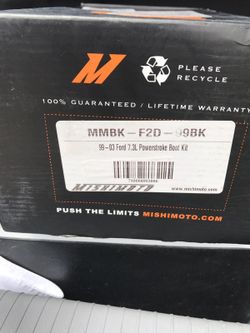 PLEASE
RECYCLE
100% GUARANTEED / LIFETIME WARRANTY
MMBK-F2D-99BK
99-03 Ford 7.3L Powerstroke Boot Kit
MISHIMOTO
www.mishimoto.com
PUSH THE LIMITS MISHIMOTO.COM